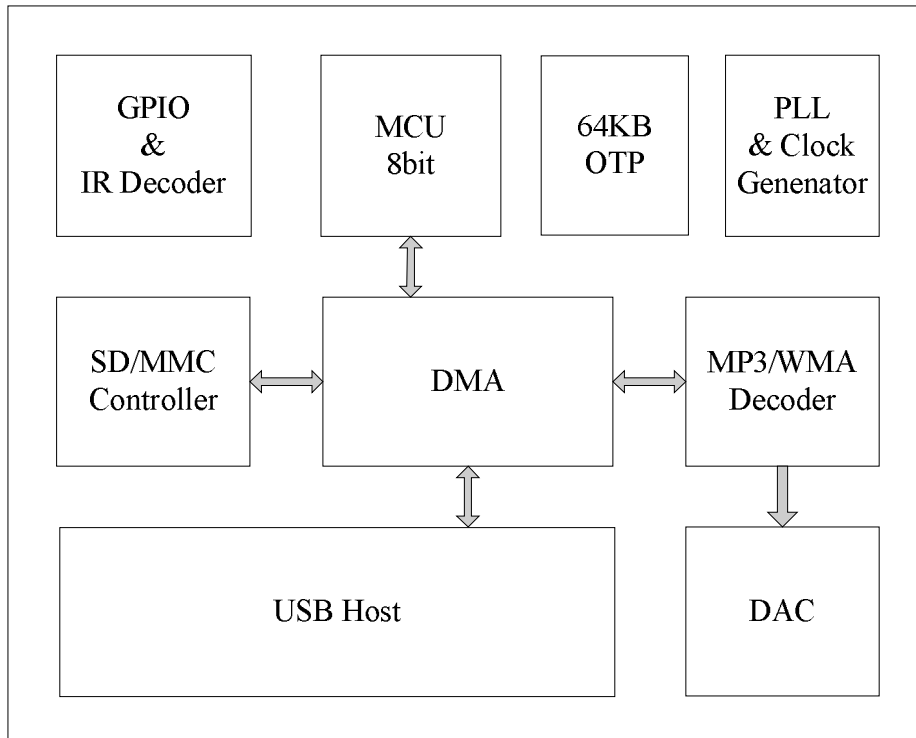 GPIO
&
IR Decoder
MCU
8bit
64KB
OTP
PLL
& Clock
Genenator
SD/MMC
Controller
DMA
MP3/WMA
Decoder
USB Host
DAC